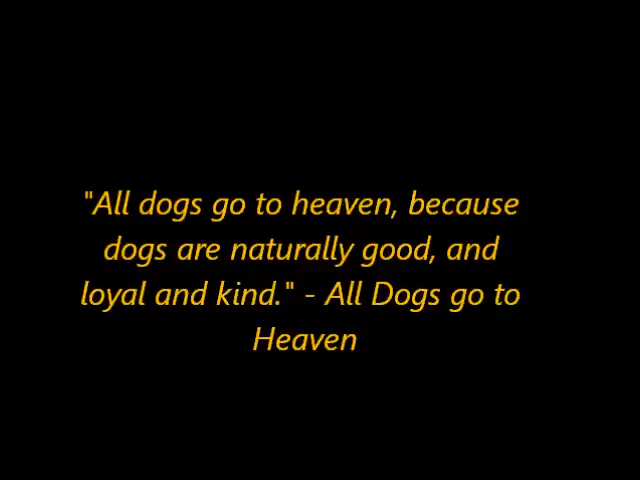 "All dogs go to heaven, because
dogs are naturally good, and
loyal and kind." - All Dogs go to
Heaven